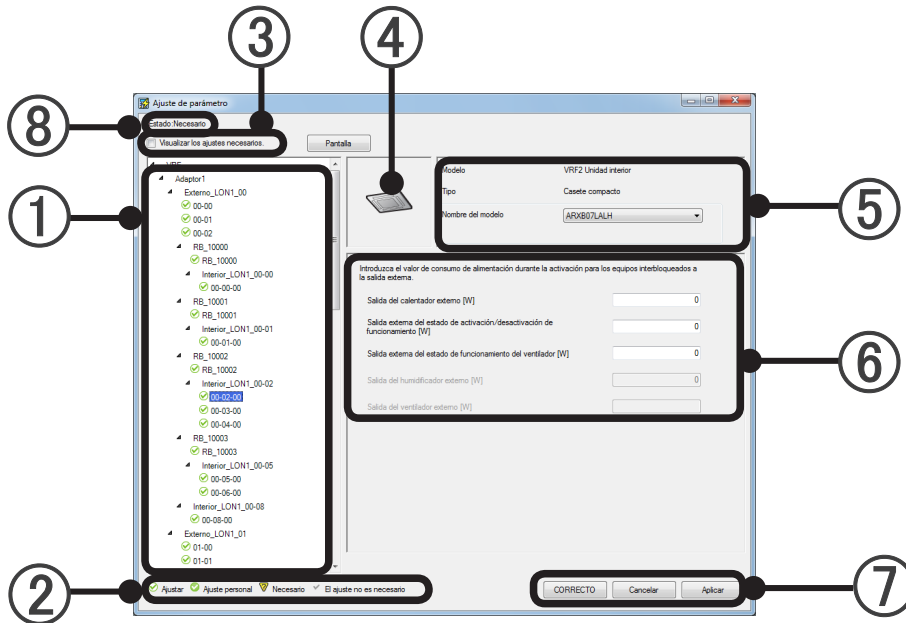 ③
④
Ajuste de parámetro
⑧
Estado:Necesario
Visualizar los ajustes necesarios.
Pantalla
①
Adaptor1
Externo_LON1_00
00-00
00-01
00-02
RB_10000
RB_10000
Interior_LON1_00-00
00-00-00
RB_10001
RB_10001
Interior_LON1_00-01
00-01-00
RB_10002
RB_10002
Interior_LON1_00-02
00-02-00
00-03-00
00-04-00
RB_10003
RB_10003
Interior_LON1_00-05
00-05-00
00-06-00
Interior_LON1_00-08
00-08-00
Externo_LON1_01
01-00
01-01
Modelo VRF2 Unidad interior
Tipo Casete compacto
Nombre del modelo ARXB07LALH
⑤
Introduzca el valor de consumo de alimentación durante la activación para los equipos interbloqueados a
la salida externa.
Salida del calentador externo [W] 0
Salida externa del estado de activación/desactivación de
funcionamiento [W] 0
Salida externa del estado de funcionamiento del ventilador [W] 0
Salida del humidificador externo [W] 0
Salida del ventilador externo [W]
⑥
②
Ajustar Ajuste personal Necesario El ajuste no es necesario
CORRECTO Cancelar Aplicar
⑦